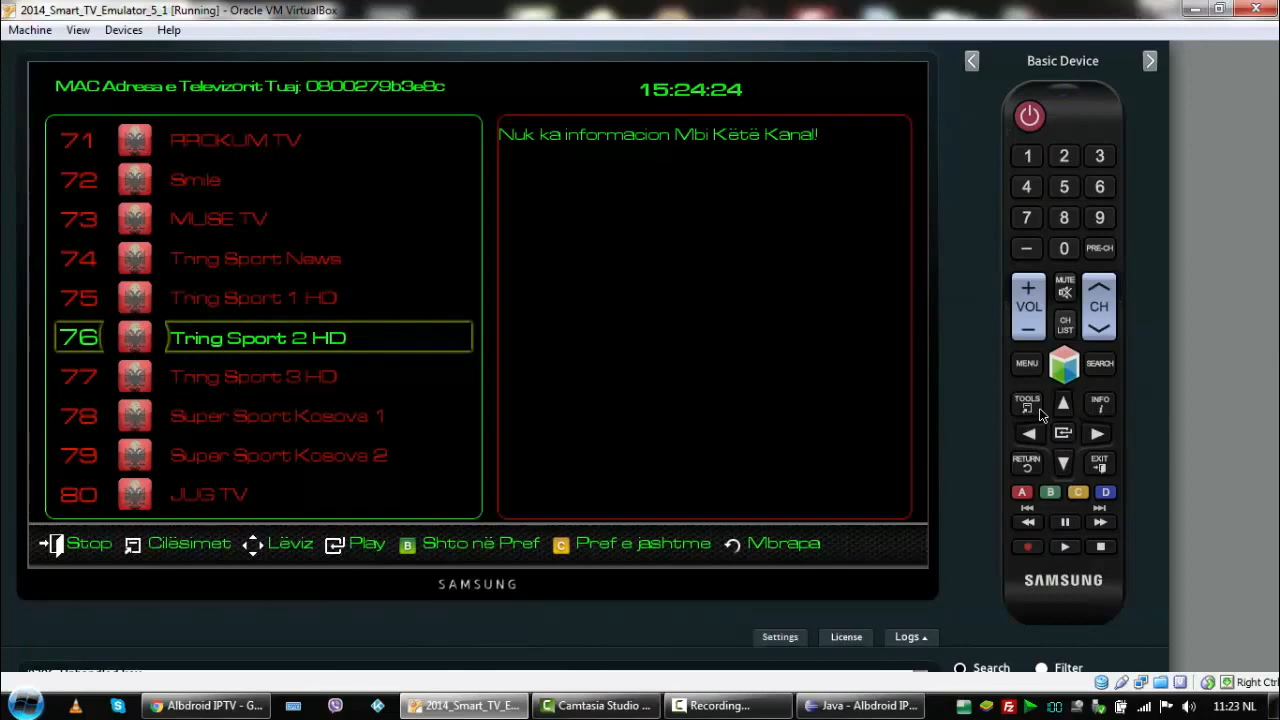 2014_Smart_TV_Emulator_5_1 [Running] - Oracle VM VirtualBox
Machine View Devices Help
MAC Adresa e Televizorit Tuaj: 0800279b3e8c
15:24:24
71 RROKUM TV
72 Smile
73 MUSE TV
74 Tring Sport News
75 Tring Sport 1 HD
76 Tring Sport 2 HD
77 Tring Sport 3 HD
78 Super Sport Kosova 1
79 Super Sport Kosova 2
80 JUG TV
Nuk ka informacion Mbi Këtë Kanal!
Stop Cilësimet Lëviz Play B Shto në Pref C Pref e jashtme Mbrapa
SAMSUNG
Basic Device
1 2 3
4 5 6
7 8 9
– 0 PRE-CH
+ VOL –
MUTE
CH LIST
CH
MENU SEARCH
TOOLS INFO
RETURN EXIT
A B C D
SAMSUNG
Settings License Logs
Search Filter
Right Ctrl
Albdroid IPTV - G...
2014_Smart_TV_E...
Camtasia Studio ...
Recording...
Java - Albdroid IP...
11:23 NL